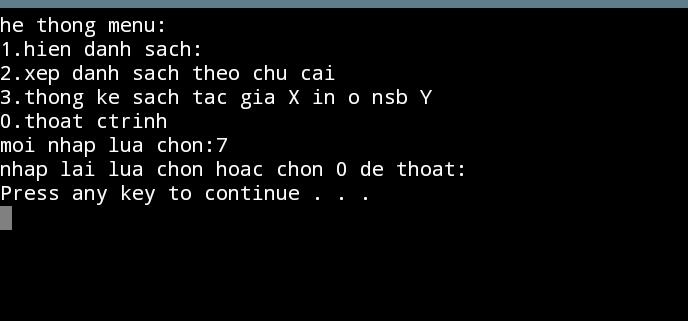 he thong menu:
1.hien danh sach:
2.xep danh sach theo chu cai
3.thong ke sach tac gia X in o nsb Y
0.thoat ctrinh
moi nhap lua chon:7
nhap lai lua chon hoac chon 0 de thoat:
Press any key to continue . . .